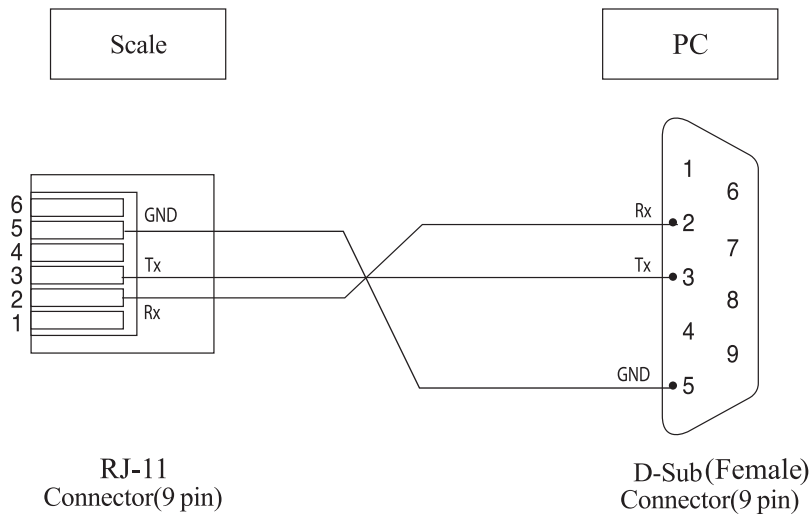 Scale
PC
6
5
4
3
2
1
GND
Tx
Rx
Rx
Tx
GND
1
2
3
4
5
6
7
8
9
RJ-11
Connector(9 pin)
D-Sub(Female)
Connector(9 pin)